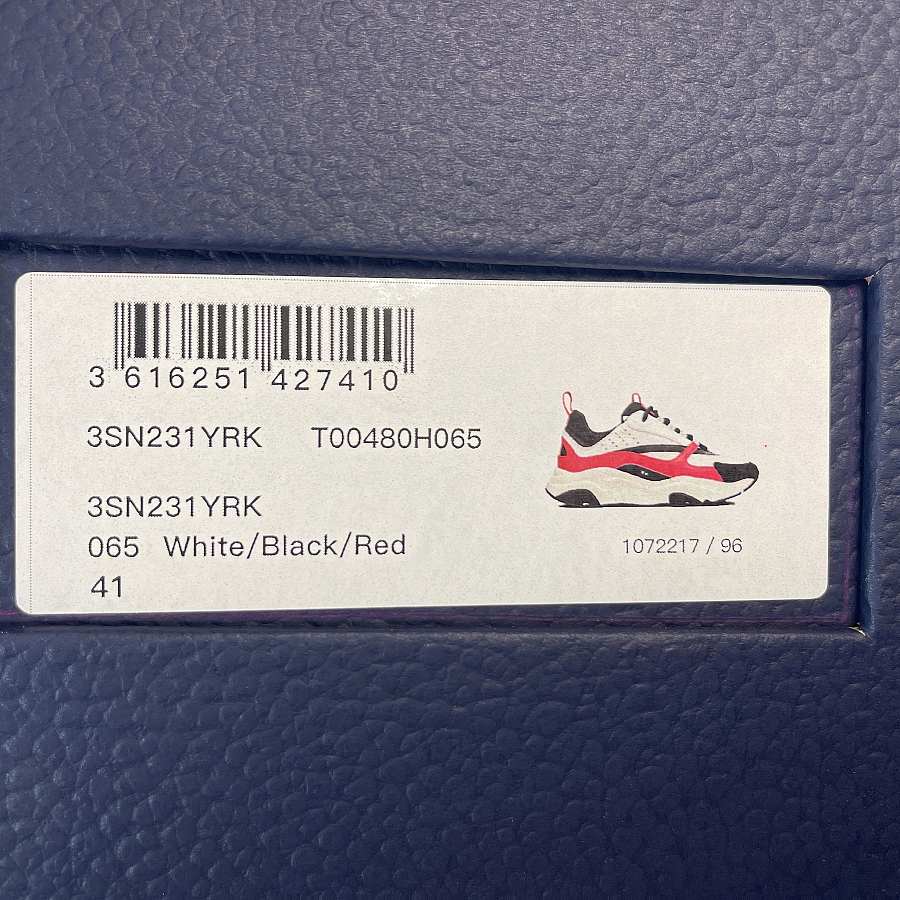 3 616251 427410
3SN231YRK T00480H065
3SN231YRK
065 White/Black/Red
41
1072217 / 96